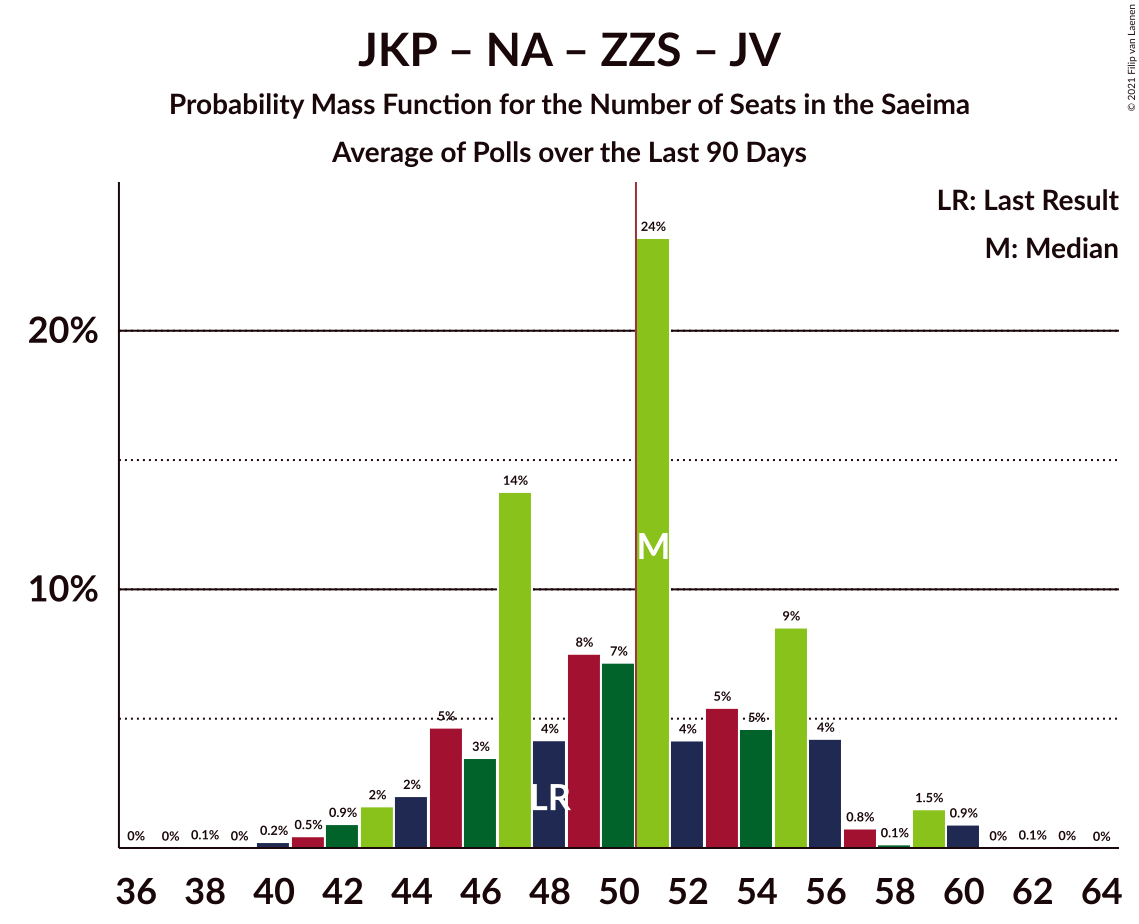 JKP – NA – ZZS – JV
Probability Mass Function for the Number of Seats in the Saeima
Average of Polls over the Last 90 Days
© 2021 Filip van Laenen
LR: Last Result
M: Median
20%
10%
0% 0% 0.1% 0% 0.2% 0.5% 0.9% 2% 2% 5% 3% 14% 4% 8% 7% 24% 4% 5% 5% 9% 4% 0.8% 0.1% 1.5% 0.9% 0% 0.1% 0% 0%
LR
M
36 38 40 42 44 46 48 50 52 54 56 58 60 62 64